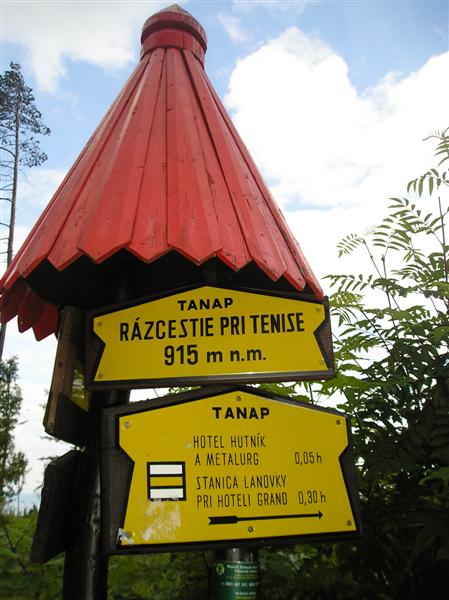 TANAP
RÁZCESTIE PRI TENISE
915 m n.m.
TANAP
HOTEL HUTNÍK
A METALURG 0,05 h
STANICA LANOVKY
PRI HOTELI GRAND 0,30 h